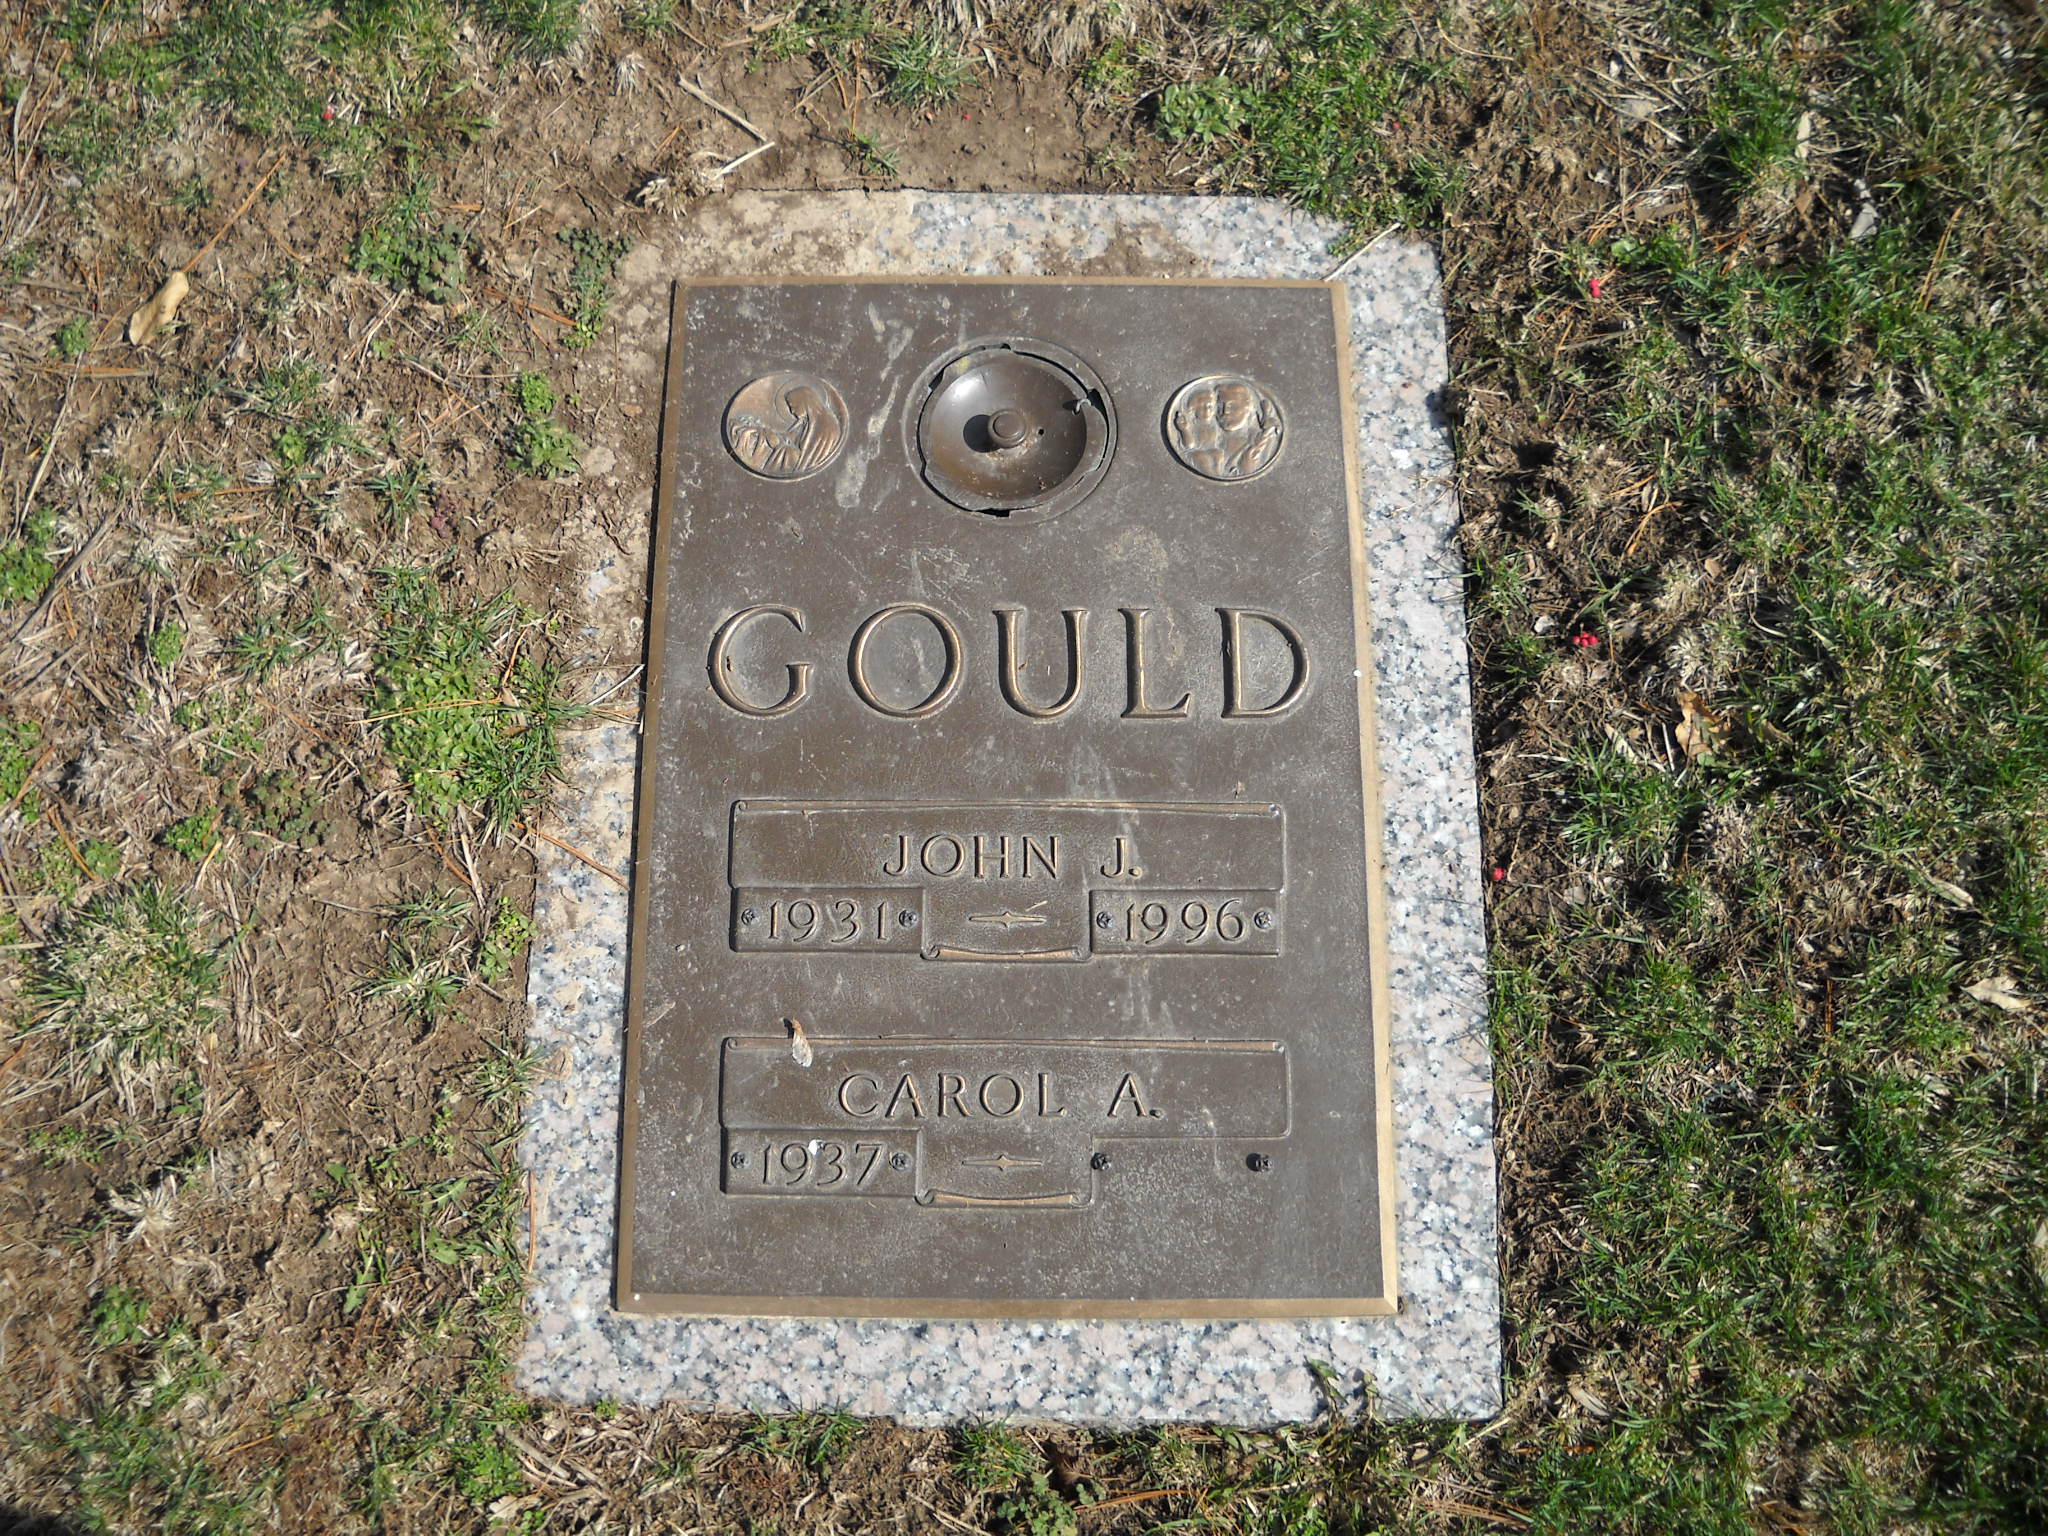 GOULD
JOHN J.
1931 1996
CAROL A.
1937